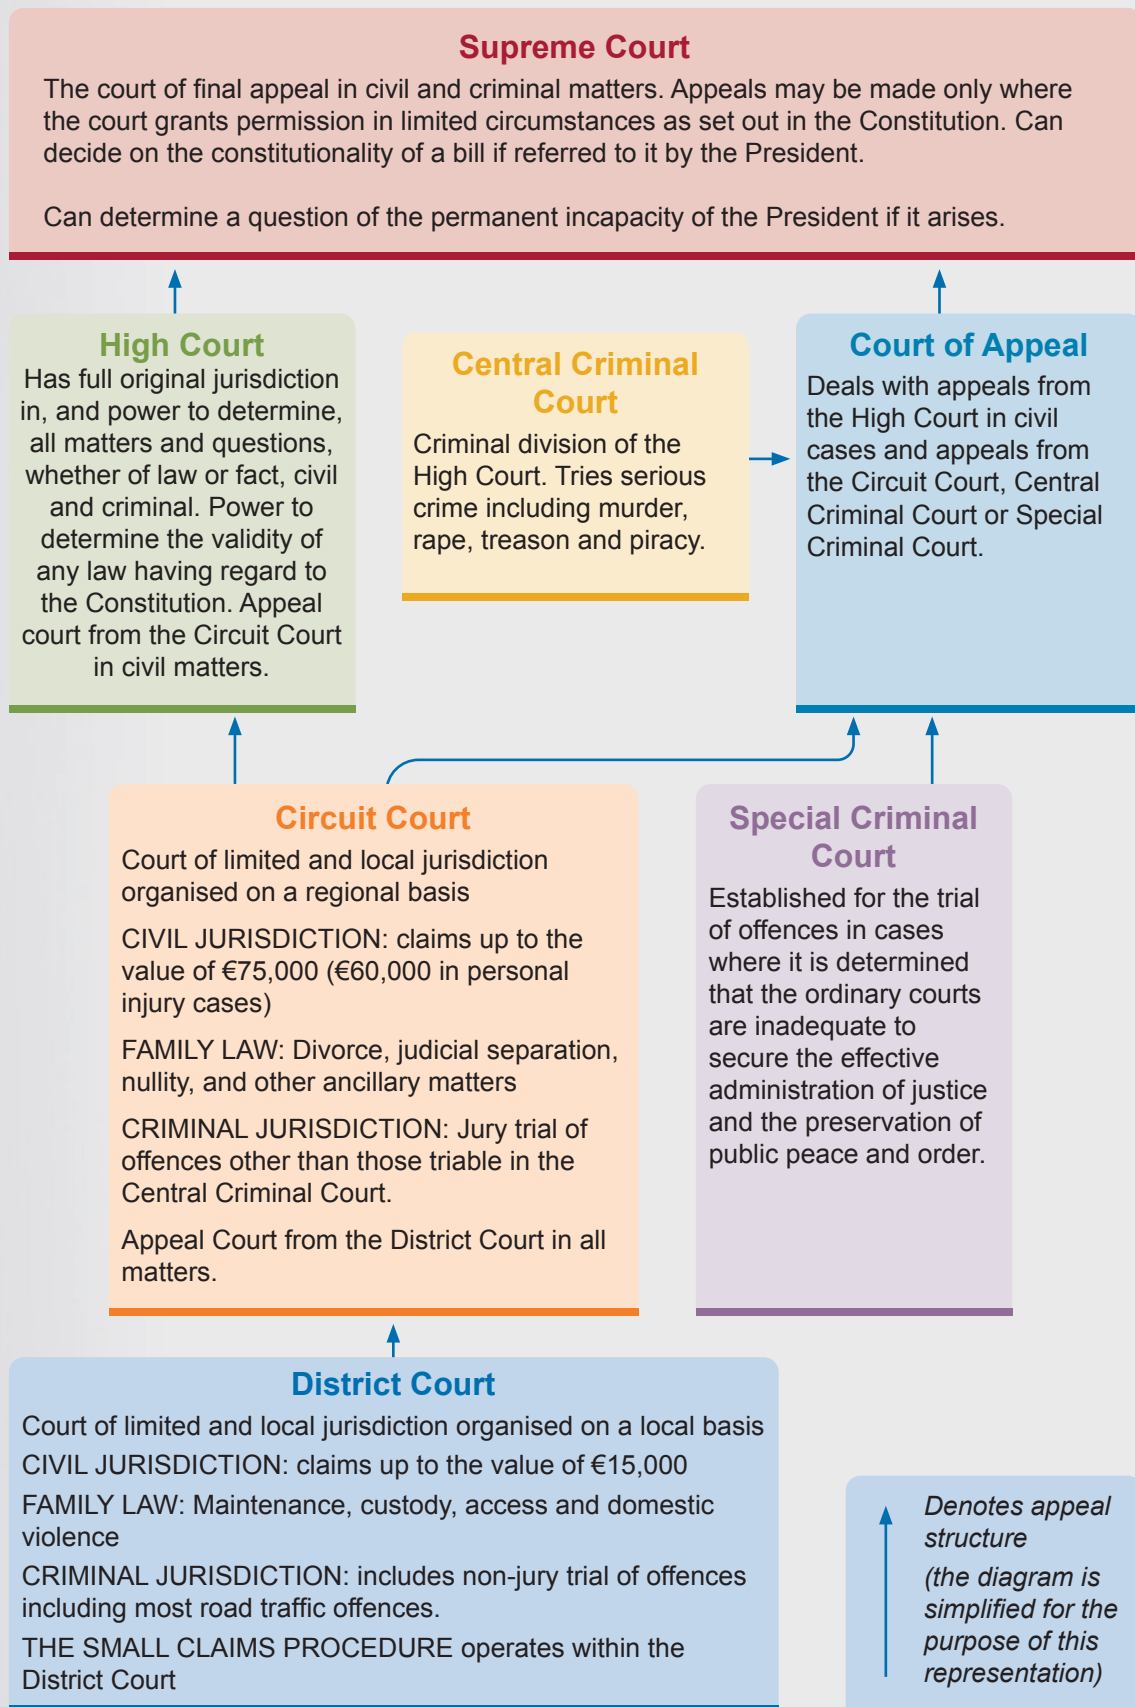 Supreme Court
The court of final appeal in civil and criminal matters. Appeals may be made only where
the court grants permission in limited circumstances as set out in the Constitution. Can
decide on the constitutionality of a bill if referred to it by the President.
Can determine a question of the permanent incapacity of the President if it arises.
High Court
Has full original jurisdiction
in, and power to determine,
all matters and questions,
whether of law or fact, civil
and criminal. Power to
determine the validity of
any law having regard to
the Constitution. Appeal
court from the Circuit Court
in civil matters.
Central Criminal
Court
Criminal division of the
High Court. Tries serious
crime including murder,
rape, treason and piracy.
Court of Appeal
Deals with appeals from
the High Court in civil
cases and appeals from
the Circuit Court, Central
Criminal Court or Special
Criminal Court.
Circuit Court
Court of limited and local jurisdiction
organised on a regional basis
CIVIL JURISDICTION: claims up to the
value of €75,000 (€60,000 in personal
injury cases)
FAMILY LAW: Divorce, judicial separation,
nullity, and other ancillary matters
CRIMINAL JURISDICTION: Jury trial of
offences other than those triable in the
Central Criminal Court.
Appeal Court from the District Court in all
matters.
Special Criminal
Court
Established for the trial
of offences in cases
where it is determined
that the ordinary courts
are inadequate to
secure the effective
administration of justice
and the preservation of
public peace and order.
District Court
Court of limited and local jurisdiction organised on a local basis
CIVIL JURISDICTION: claims up to the value of €15,000
FAMILY LAW: Maintenance, custody, access and domestic
violence
CRIMINAL JURISDICTION: includes non-jury trial of offences
including most road traffic offences.
THE SMALL CLAIMS PROCEDURE operates within the
District Court
Denotes appeal
structure
(the diagram is
simplified for the
purpose of this
representation)